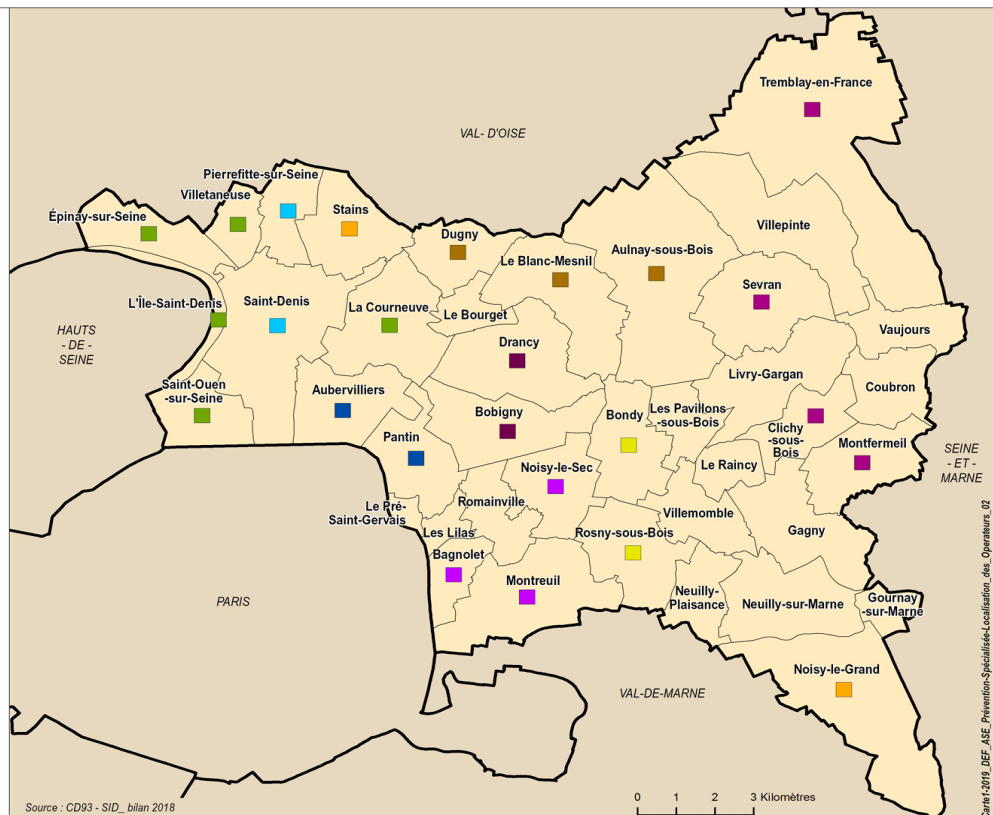 Tremblay-en-France
VAL- D'OISE
Pierrefitte-sur-Seine
Villetaneuse
Épinay-sur-Seine
Stains
Dugny
Villepinte
Aulnay-sous-Bois
Le Blanc-Mesnil
Sevran
L'Île-Saint-Denis
Saint-Denis
La Courneuve
Le Bourget
Vaujours
HAUTS
- DE -
SEINE
Drancy
Livry-Gargan
Coubron
Saint-Ouen
-sur-Seine
Aubervilliers
Bobigny
Bondy
Les Pavillons
-sous-Bois
Clichy
-sous-
Bois
Pantin
Montfermeil
SEINE
- ET -
MARNE
Noisy-le-Sec
Le Raincy
Romainville
Le Pré-
Saint-Gervais
Villemomble
Les Lilas
Rosny-sous-Bois
Gagny
Bagnolet
Montreuil
Neuilly-
Plaisance
Neuilly-sur-Marne
Gournay
-sur-Marne
PARIS
Noisy-le-Grand
VAL-DE-MARNE
Source : CD93 - SID_ bilan 2018
0 1 2 3 Kilomètres
Carte1-2019_DEF_ASE_Prévention-Spécialisée-Localisation_des_Operateurs_02